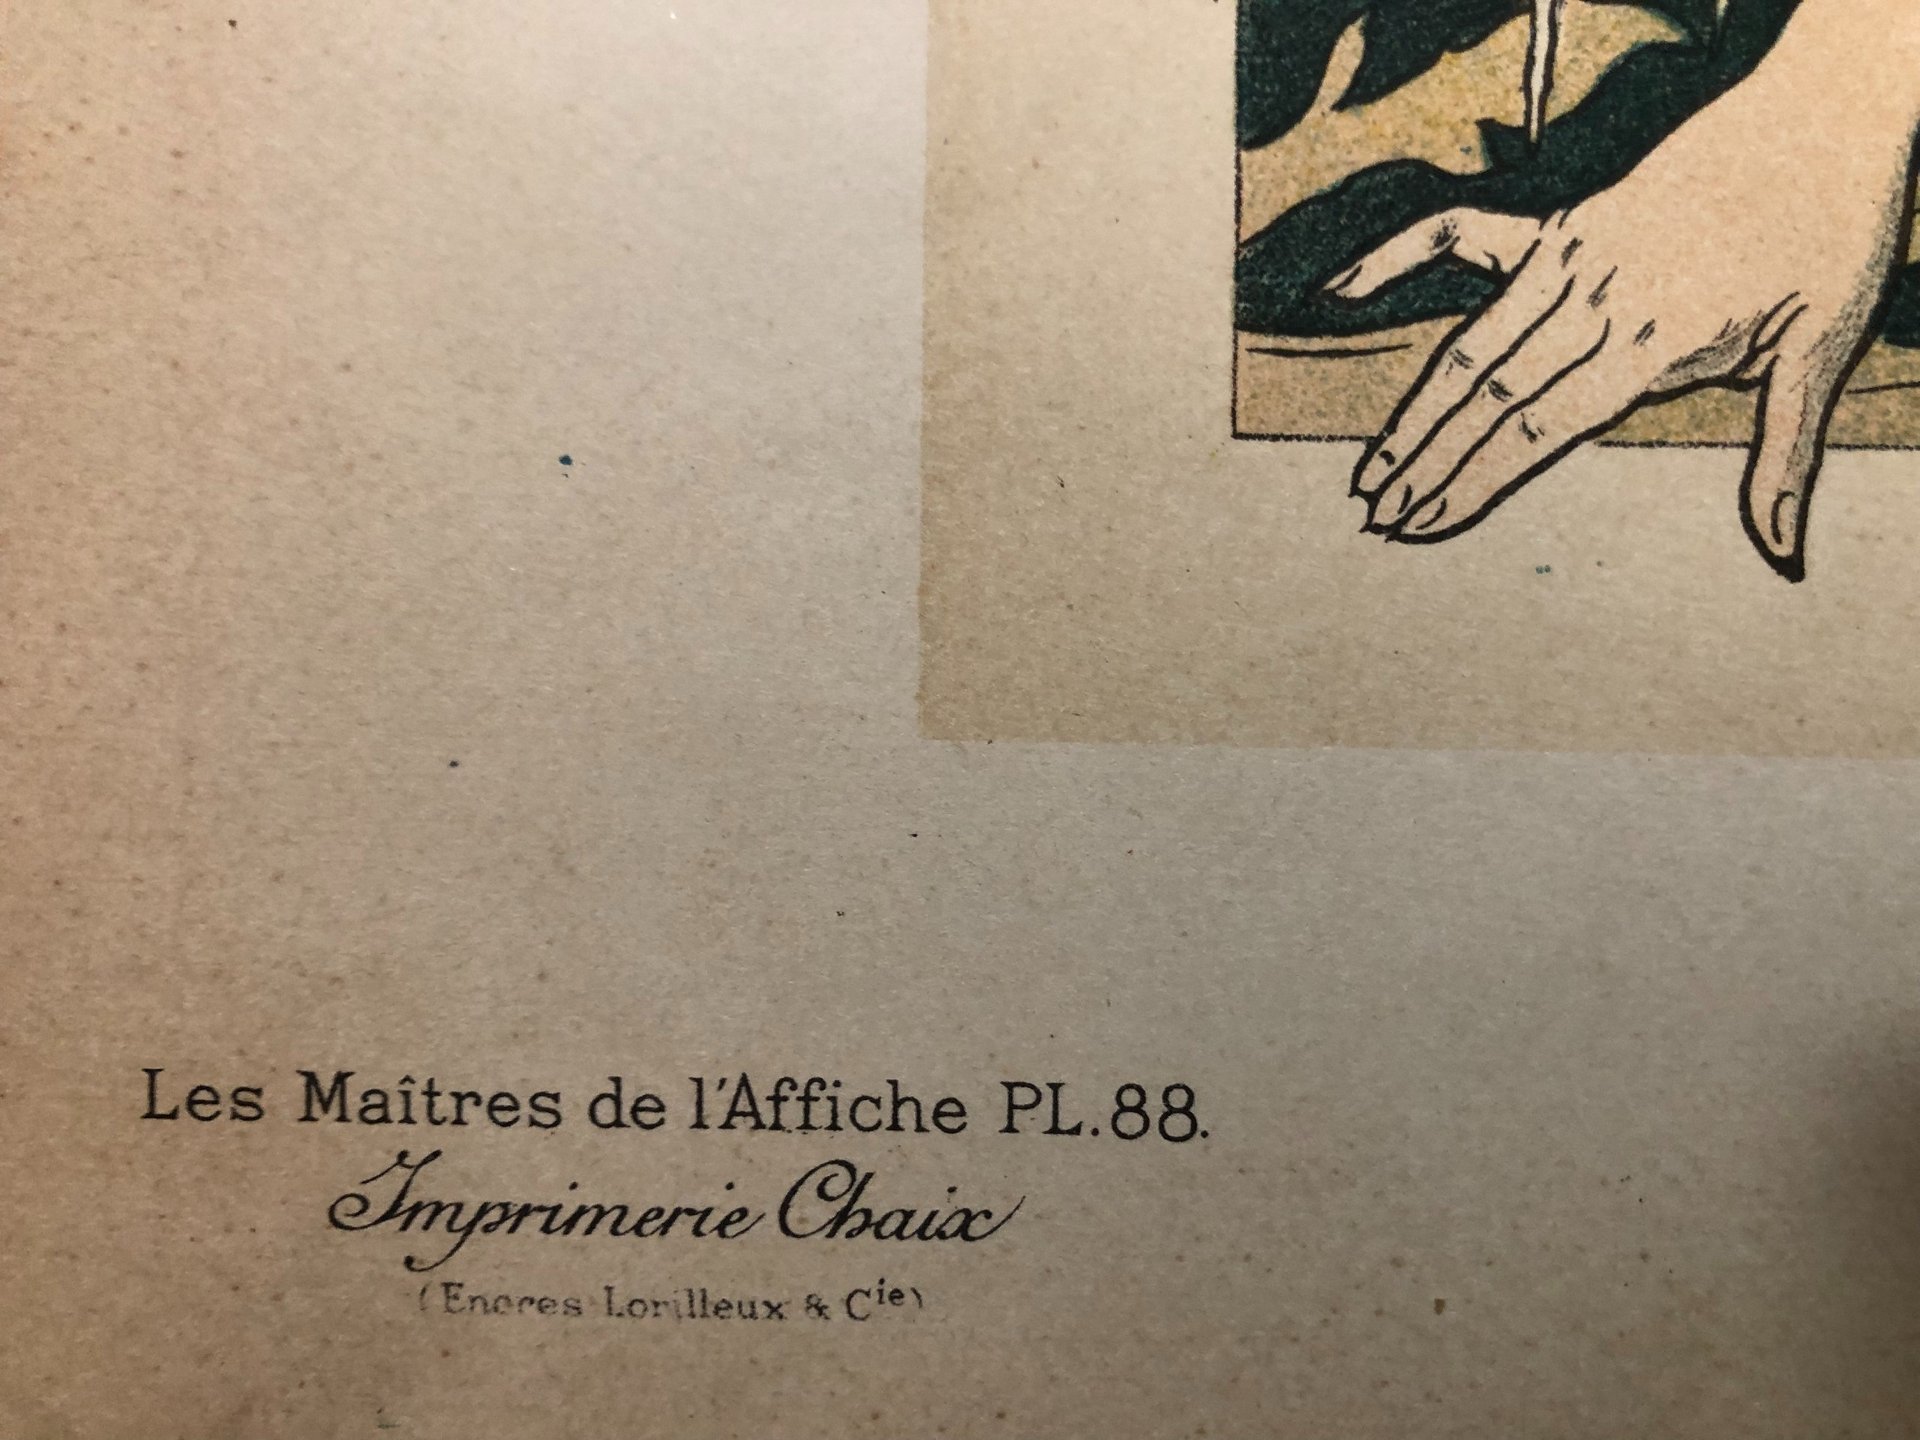 Les Maîtres de l'Affiche PL.88.
Imprimerie Chaix
(Encres Lorilleux & Cie)